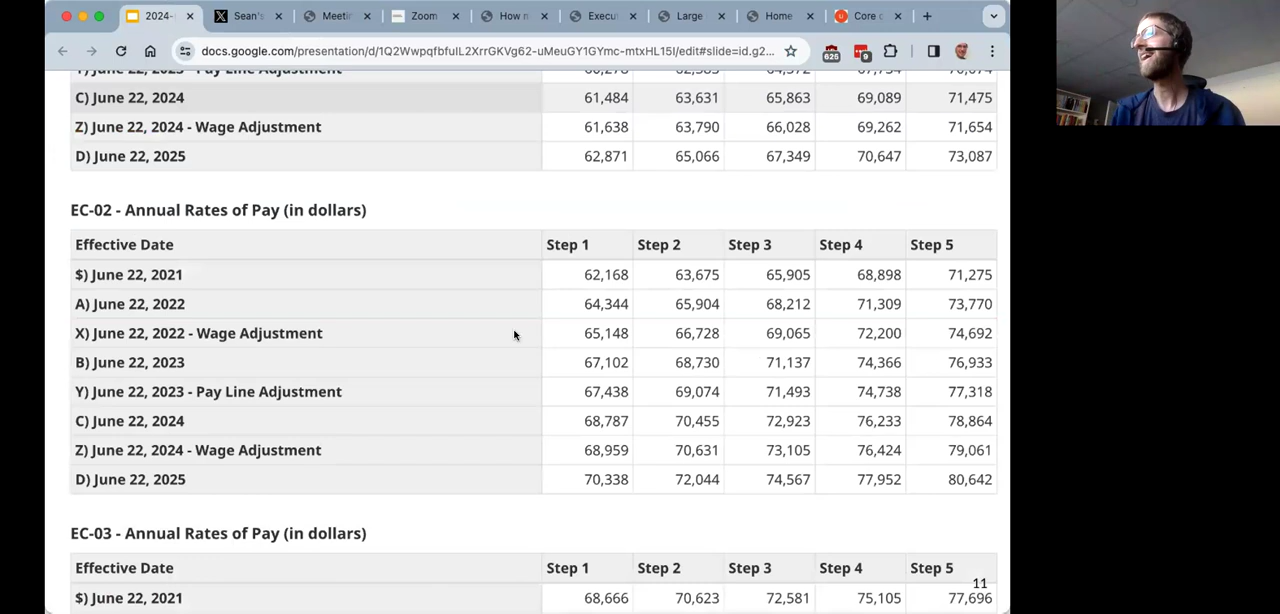 2024-
Sean's
Meetin
Zoom
How n
Execu
Large
Home
Core c
docs.google.com/presentation/d/1Q2WwpqfbfuIL2XrrGKVg62-uMeuGY1GYmc-mtxHL15I/edit#slide=id.g2...
625
9
C) June 22, 2024 61,484 63,631 65,863 69,089 71,475
Z) June 22, 2024 - Wage Adjustment 61,638 63,790 66,028 69,262 71,654
D) June 22, 2025 62,871 65,066 67,349 70,647 73,087
EC-02 - Annual Rates of Pay (in dollars)
Effective Date Step 1 Step 2 Step 3 Step 4 Step 5
$) June 22, 2021 62,168 63,675 65,905 68,898 71,275
A) June 22, 2022 64,344 65,904 68,212 71,309 73,770
X) June 22, 2022 - Wage Adjustment 65,148 66,728 69,065 72,200 74,692
B) June 22, 2023 67,102 68,730 71,137 74,366 76,933
Y) June 22, 2023 - Pay Line Adjustment 67,438 69,074 71,493 74,738 77,318
C) June 22, 2024 68,787 70,455 72,923 76,233 78,864
Z) June 22, 2024 - Wage Adjustment 68,959 70,631 73,105 76,424 79,061
D) June 22, 2025 70,338 72,044 74,567 77,952 80,642
EC-03 - Annual Rates of Pay (in dollars)
Effective Date Step 1 Step 2 Step 3 Step 4 Step 5
11
$) June 22, 2021 68,666 70,623 72,581 75,105 77,696